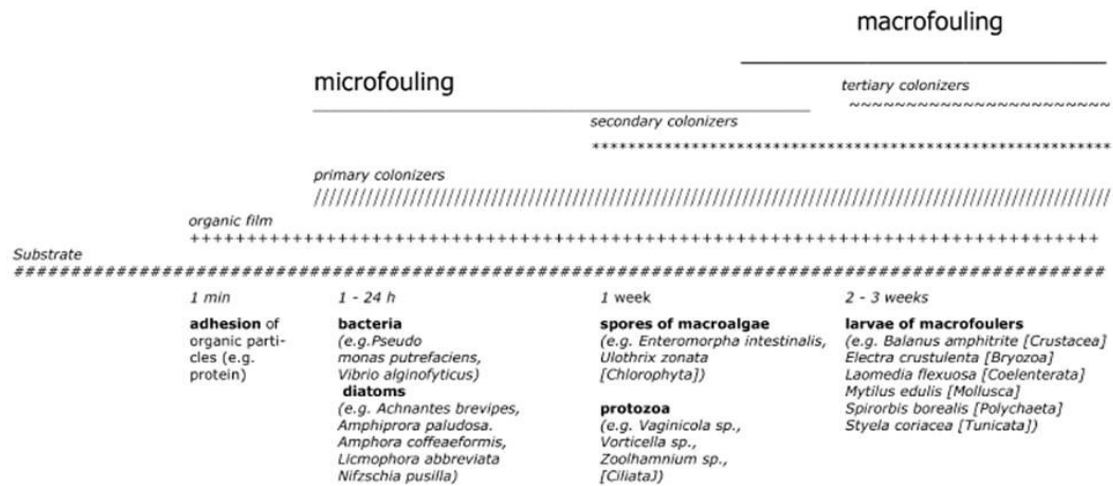 macrofouling
microfouling
tertiary colonizers
~~~~~~~~~~~~~~~~~~~~~~~
secondary colonizers
*********************************************************
primary colonizers
//////////////////////////////////////////////////////////////////////////////////////////////////////////////
organic film
+++++++++++++++++++++++++++++++++++++++++++++++++++++++++++++++++++++++++++++++
Substrate
################################################################################################
1 min
adhesion of
organic parti-
cles (e.g.
protein)
1 - 24 h
bacteria
(e.g.Pseudo
monas putrefaciens,
Vibrio alginofyticus)
diatoms
(e.g. Achnantes brevipes,
Amphiprora paludosa.
Amphora coffeaeformis,
Licmophora abbreviata
Nifzschia pusilla)
1 week
spores of macroalgae
(e.g. Enteromorpha intestinalis,
Ulothrix zonata
[Chlorophyta])
protozoa
(e.g. Vaginicola sp.,
Vorticella sp.,
Zoolhamnium sp.,
[CiliataJ)
2 - 3 weeks
larvae of macrofoulers
(e.g. Balanus amphitrite [Crustacea]
Electra crustulenta [Bryozoa]
Laomedia flexuosa [Coelenterata]
Mytilus edulis [Mollusca]
Spirorbis borealis [Polychaeta]
Styela coriacea [Tunicata])